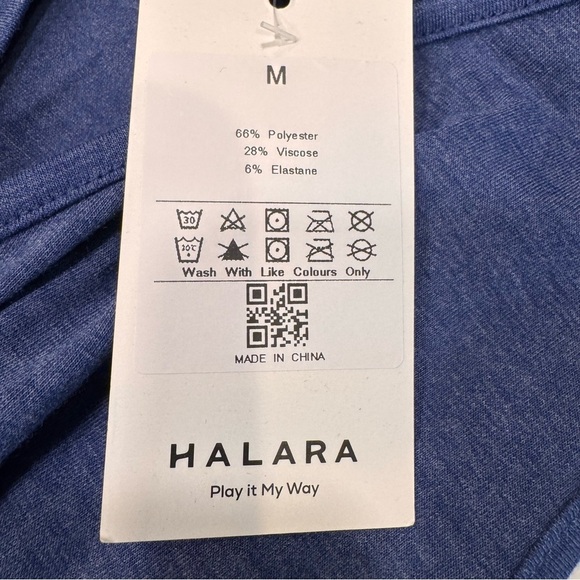 M
66% Polyester
28% Viscose
6% Elastane
30
30℃
Wash With Like Colours Only
MADE IN CHINA
HALARA
Play it My Way